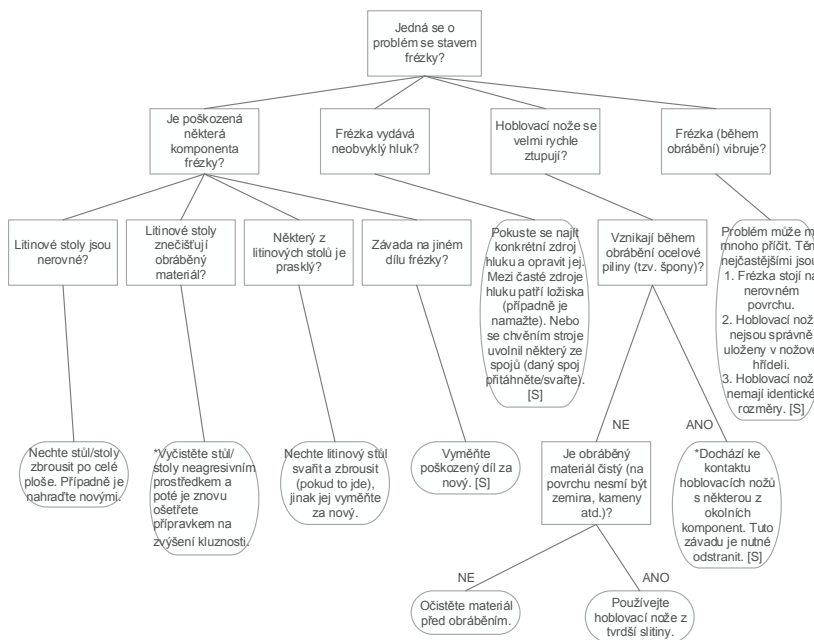 Jedná se o
problém se stavem
frézky?
Je poškozená
některá
komponenta
frézky?
Frézka vydává
neobvyklý hluk?
Hoblovací nože se
velmi rychle
ztupují?
Frézka (během
obrábění) vibruje?
Litinové stoly jsou
nerovné?
Litinové stoly
znečišťují
obráběný
materiál?
Některý z
litinových stolů je
prasklý?
Závada na jiném
dílu frézky?
Pokuste se najít
konkrétní zdroj
hluku a opravit jej.
Mezi časté zdroje
hluku patří ložiska
(případně je
namažte). Nebo
se chvěním stroje
uvolnil některý ze
spojů (daný spoj
přitáhněte/svařte).
[S]
Vznikají během
obrábění ocelové
piliny (tzv. špony)?
Problém může m
mnoho příčit. Těn
nejčastějšími jsou
1. Frézka stojí na
nerovném
povrchu.
2. Hoblovací nož
nejsou správně
uloženy v nožove
hřídeli.
3. Hoblovací nož
nemají identické
rozměry. [S]
NE
ANO
Nechte stůl/stoly
zbrousit po celé
ploše. Případně je
nahraďte novými.
*Vyčistěte stůl/
stoly neagresivním
prostředkem a
poté je znovu
ošetřete
přípravkem na
zvýšení kluznosti.
Nechte litinový stůl
svařit a zbrousit
(pokud to jde),
jinak jej vyměňte
za nový.
Vyměňte
poškozený díl za
nový. [S]
Je obráběný
materiál čistý (na
povrchu nesmí být
zemina, kameny
atd.)?
*Dochází ke
kontaktu
hoblovacích nožů
s některou z
okolních
komponent. Tuto
závadu je nutné
odstranit. [S]
NE
ANO
Očistěte materiál
před obráběním.
Používejte
hoblovací nože z
tvrdší slitiny.